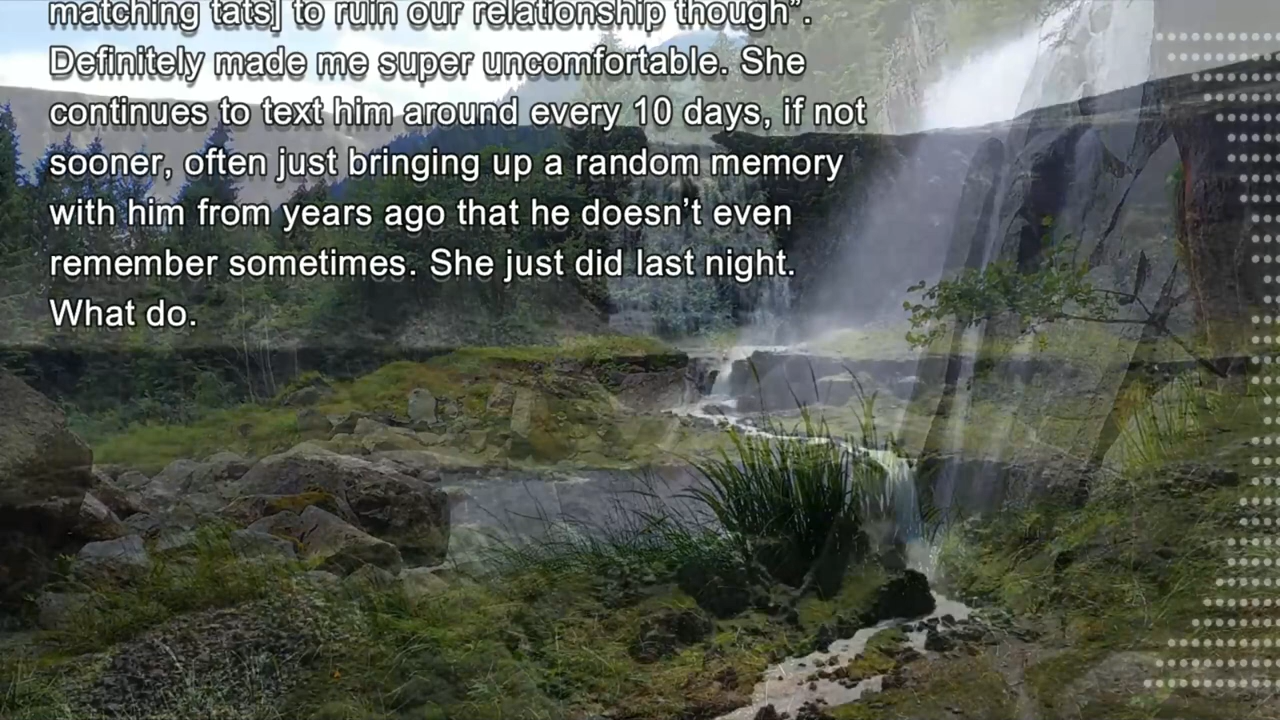 matching tats] to ruin our relationship though”.
Definitely made me super uncomfortable. She
continues to text him around every 10 days, if not
sooner, often just bringing up a random memory
with him from years ago that he doesn’t even
remember sometimes. She just did last night.
What do.